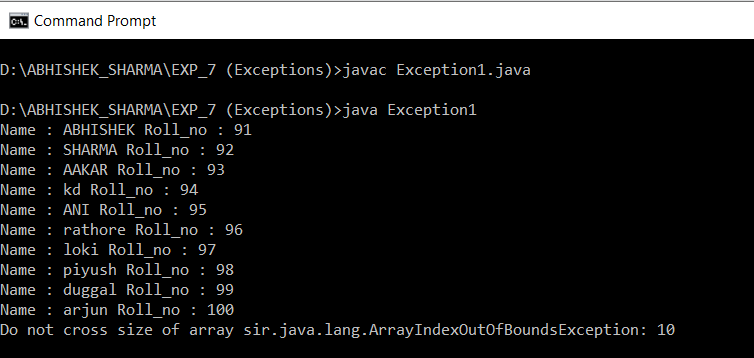 Command Prompt
D:\ABHISHEK_SHARMA\EXP_7 (Exceptions)>javac Exception1.java
D:\ABHISHEK_SHARMA\EXP_7 (Exceptions)>java Exception1
Name : ABHISHEK Roll_no : 91
Name : SHARMA Roll_no : 92
Name : AAKAR Roll_no : 93
Name : kd Roll_no : 94
Name : ANI Roll_no : 95
Name : rathore Roll_no : 96
Name : loki Roll_no : 97
Name : piyush Roll_no : 98
Name : duggal Roll_no : 99
Name : arjun Roll_no : 100
Do not cross size of array sir.java.lang.ArrayIndexOutOfBoundsException: 10